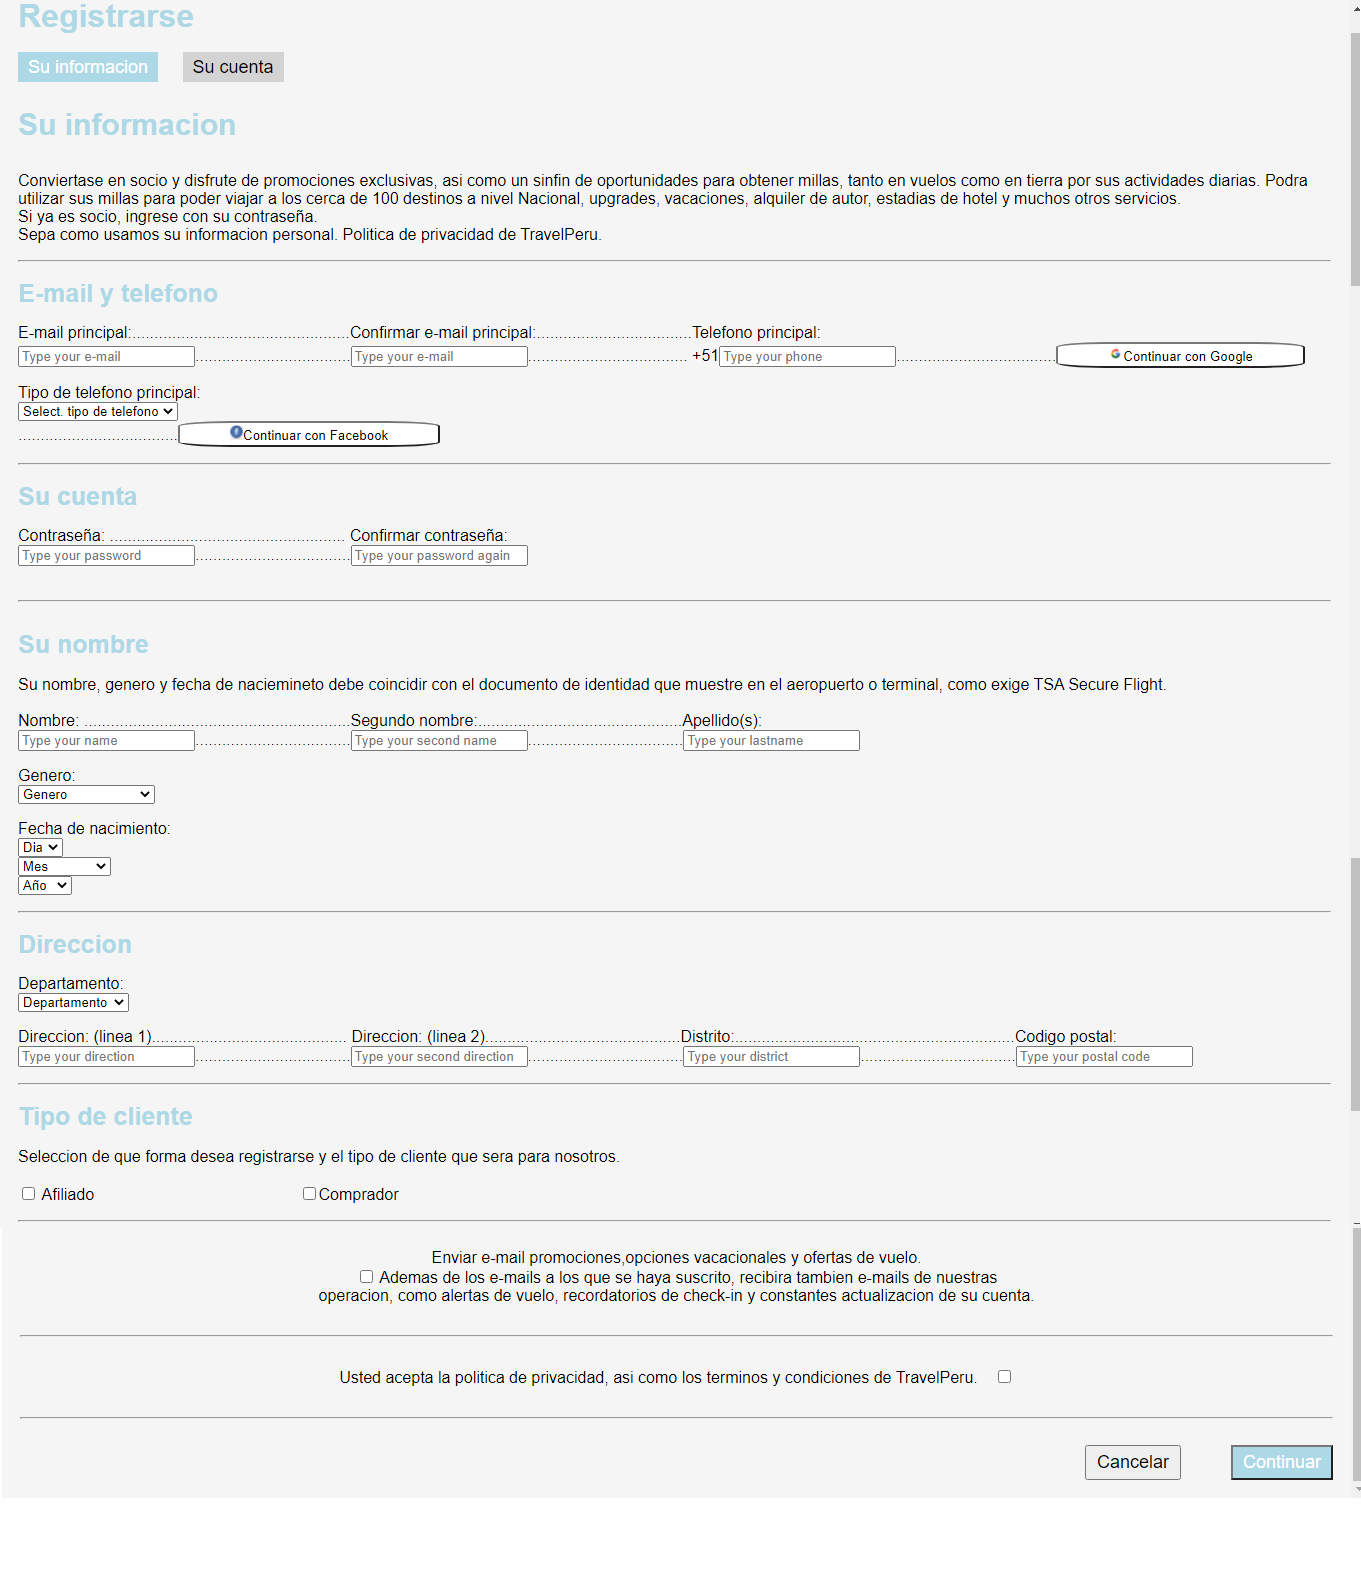 Registrarse
Su informacion Su cuenta
Su informacion
Conviertase en socio y disfrute de promociones exclusivas, asi como un sinfin de oportunidades para obtener millas, tanto en vuelos como en tierra por sus actividades diarias. Podra
utilizar sus millas para poder viajar a los cerca de 100 destinos a nivel Nacional, upgrades, vacaciones, alquiler de autor, estadias de hotel y muchos otros servicios.
Si ya es socio, ingrese con su contraseña.
Sepa como usamos su informacion personal. Politica de privacidad de TravelPeru.
E-mail y telefono
E-mail principal:.................................................Confirmar e-mail principal:...................................Telefono principal:
Type your e-mail...................................Type your e-mail.................................... +51Type your phone....................................Continuar con Google
Tipo de telefono principal:
Select. tipo de telefono
....................................Continuar con Facebook
Su cuenta
Contraseña: ..................................................... Confirmar contraseña:
Type your password...................................Type your password again
Su nombre
Su nombre, genero y fecha de naciemineto debe coincidir con el documento de identidad que muestre en el aeropuerto o terminal, como exige TSA Secure Flight.
Nombre: ............................................................Segundo nombre:..............................................Apellido(s):
Type your name...................................Type your second name...................................Type your lastname
Genero:
Genero
Fecha de nacimiento:
Dia
Mes
Año
Direccion
Departamento:
Departamento
Direccion: (linea 1)............................................ Direccion: (linea 2)............................................Distrito:...............................................................Codigo postal:
Type your direction...................................Type your second direction...................................Type your district...................................Type your postal code
Tipo de cliente
Seleccion de que forma desea registrarse y el tipo de cliente que sera para nosotros.
Afiliado Comprador
Enviar e-mail promociones,opciones vacacionales y ofertas de vuelo.
Ademas de los e-mails a los que se haya suscrito, recibira tambien e-mails de nuestras
operacion, como alertas de vuelo, recordatorios de check-in y constantes actualizacion de su cuenta.
Usted acepta la politica de privacidad, asi como los terminos y condiciones de TravelPeru.
Cancelar Continuar